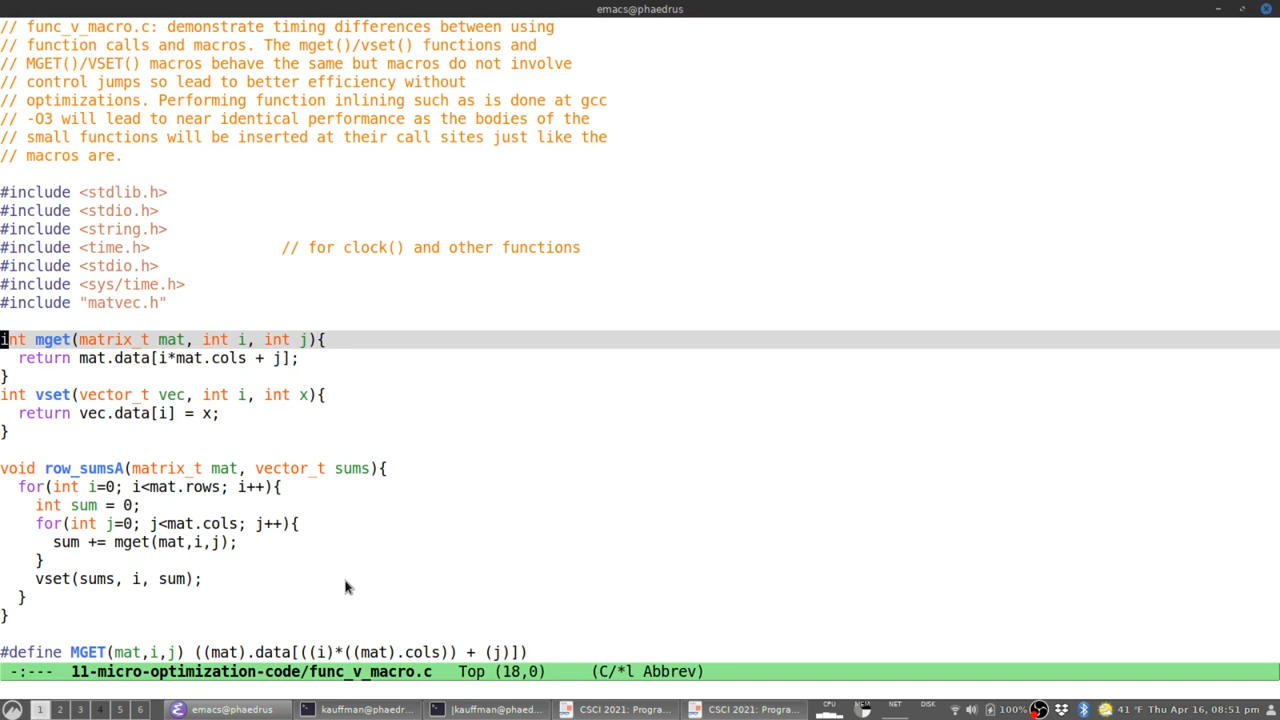 emacs@phaedrus
// func_v_macro.c: demonstrate timing differences between using
// function calls and macros. The mget()/vset() functions and
// MGET()/VSET() macros behave the same but macros do not involve
// control jumps so lead to better efficiency without
// optimizations. Performing function inlining such as is done at gcc
// -O3 will lead to near identical performance as the bodies of the
// small functions will be inserted at their call sites just like the
// macros are.
#include <stdlib.h>
#include <stdio.h>
#include <string.h>
#include <time.h>               // for clock() and other functions
#include <stdio.h>
#include <sys/time.h>
#include "matvec.h"
int mget(matrix_t mat, int i, int j){
  return mat.data[i*mat.cols + j];
}
int vset(vector_t vec, int i, int x){
  return vec.data[i] = x;
}
void row_sumsA(matrix_t mat, vector_t sums){
  for(int i=0; i<mat.rows; i++){
    int sum = 0;
    for(int j=0; j<mat.cols; j++){
      sum += mget(mat,i,j);
    }
    vset(sums, i, sum);
  }
}
#define MGET(mat,i,j) ((mat).data[((i)*((mat).cols)) + (j)])
-:---  11-micro-optimization-code/func_v_macro.c   Top (18,0)     (C/*l Abbrev)
1 2 3 4 5 6 emacs@phaedrus kauffman@phaedr... [kauffman@phaed... CSCI 2021: Progra... CSCI 2021: Progra... CPU MEM NET DISK 100% 41 °F Thu Apr 16, 08:51 pm